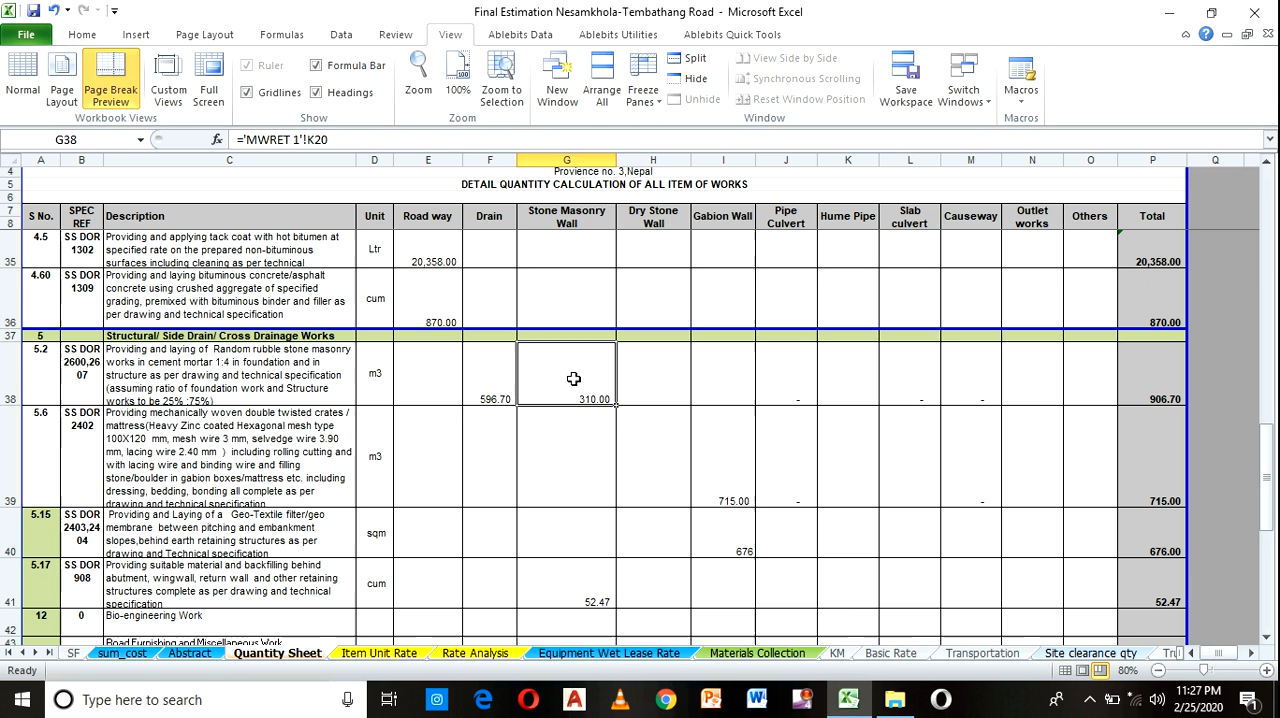 Final Estimation Nesamkhola-Tembathang Road - Microsoft Excel
File Home Insert Page Layout Formulas Data Review View Ablebits Data Ablebits Utilities Ablebits Quick Tools
Normal
Page Layout
Page Break Preview
Custom Views
Full Screen
Workbook Views
Ruler
Formula Bar
Gridlines
Headings
Show
Zoom
100%
Zoom to Selection
Zoom
New Window
Arrange All
Freeze Panes
Split
Hide
Unhide
View Side by Side
Synchronous Scrolling
Reset Window Position
Window
Save Workspace
Switch Windows
Macros
Macros
G38 fx ='MWRET 1'!K20
A B C D E F G H I J K L M N O P Q
4 Provience no. 3,Nepal
5 DETAIL QUANTITY CALCULATION OF ALL ITEM OF WORKS
6
7
8
S No. SPEC REF Description Unit Road way Drain Stone Masonry Wall Dry Stone Wall Gabion Wall Pipe Culvert Hume Pipe Slab culvert Causeway Outlet works Others Total
4.5 SS DOR 1302
Providing and applying tack coat with hot bitumen at
specified rate on the prepared non-bituminous
surfaces including cleaning as per technical
Ltr
35 20,358.00 20,358.00
4.60 SS DOR 1309
Providing and laying bituminous concrete/asphalt
concrete using crushed aggregate of specified
grading, premixed with bituminous binder and filler as
per drawing and technical specification
cum
36 870.00 870.00
37 5 Structural/ Side Drain/ Cross Drainage Works
5.2 SS DOR 2600,26 07
Providing and laying of Random rubble stone masonry
works in cement mortar 1:4 in foundation and in
structure as per drawing and technical specification
(assuming ratio of foundation work and Structure
works to be 25% :75%)
m3
38 596.70 310.00 - - - 906.70
5.6 SS DOR 2402
Providing mechanically woven double twisted crates /
mattress(Heavy Zinc coated Hexagonal mesh type
100X120 mm, mesh wire 3 mm, selvedge wire 3.90
mm, lacing wire 2.40 mm ) including rolling cutting and
with lacing wire and binding wire and filling
stone/boulder in gabion boxes/mattress etc. including
dressing, bedding, bonding all complete as per
drawing and technical specification
m3
39 715.00 - - 715.00
5.15 SS DOR 2403,24 04
Providing and Laying of a Geo-Textile filter/geo
membrane between pitching and embankment
slopes,behind earth retaining structures as per
drawing and Technical specification
sqm
40 676 676.00
5.17 SS DOR 908
Providing suitable material and backfilling behind
abutment, wingwall, return wall and other retaining
structures complete as per drawing and technical
specification
cum
41 52.47 52.47
12 0 Bio-engineering Work
42
43 Road Furnishing and Miscellaneous Work
SF sum_cost Abstract Quantity Sheet Item Unit Rate Rate Analysis Equipment Wet Lease Rate Materials Collection KM Basic Rate Transportation Site clearance qty
Ready 80%
Type here to search
11:27 PM
2/25/2020
1